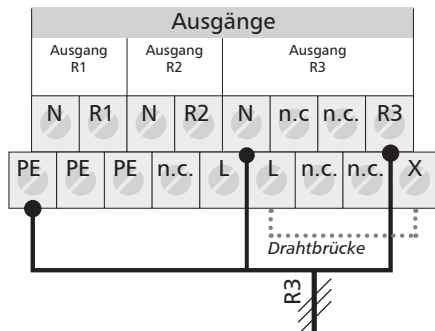 Ausgänge
Ausgang Ausgang Ausgang
R1 R2 R3
N R1 N R2 N n.c n.c. R3
PE PE PE n.c. L L n.c. n.c. X
Drahtbrücke
R3